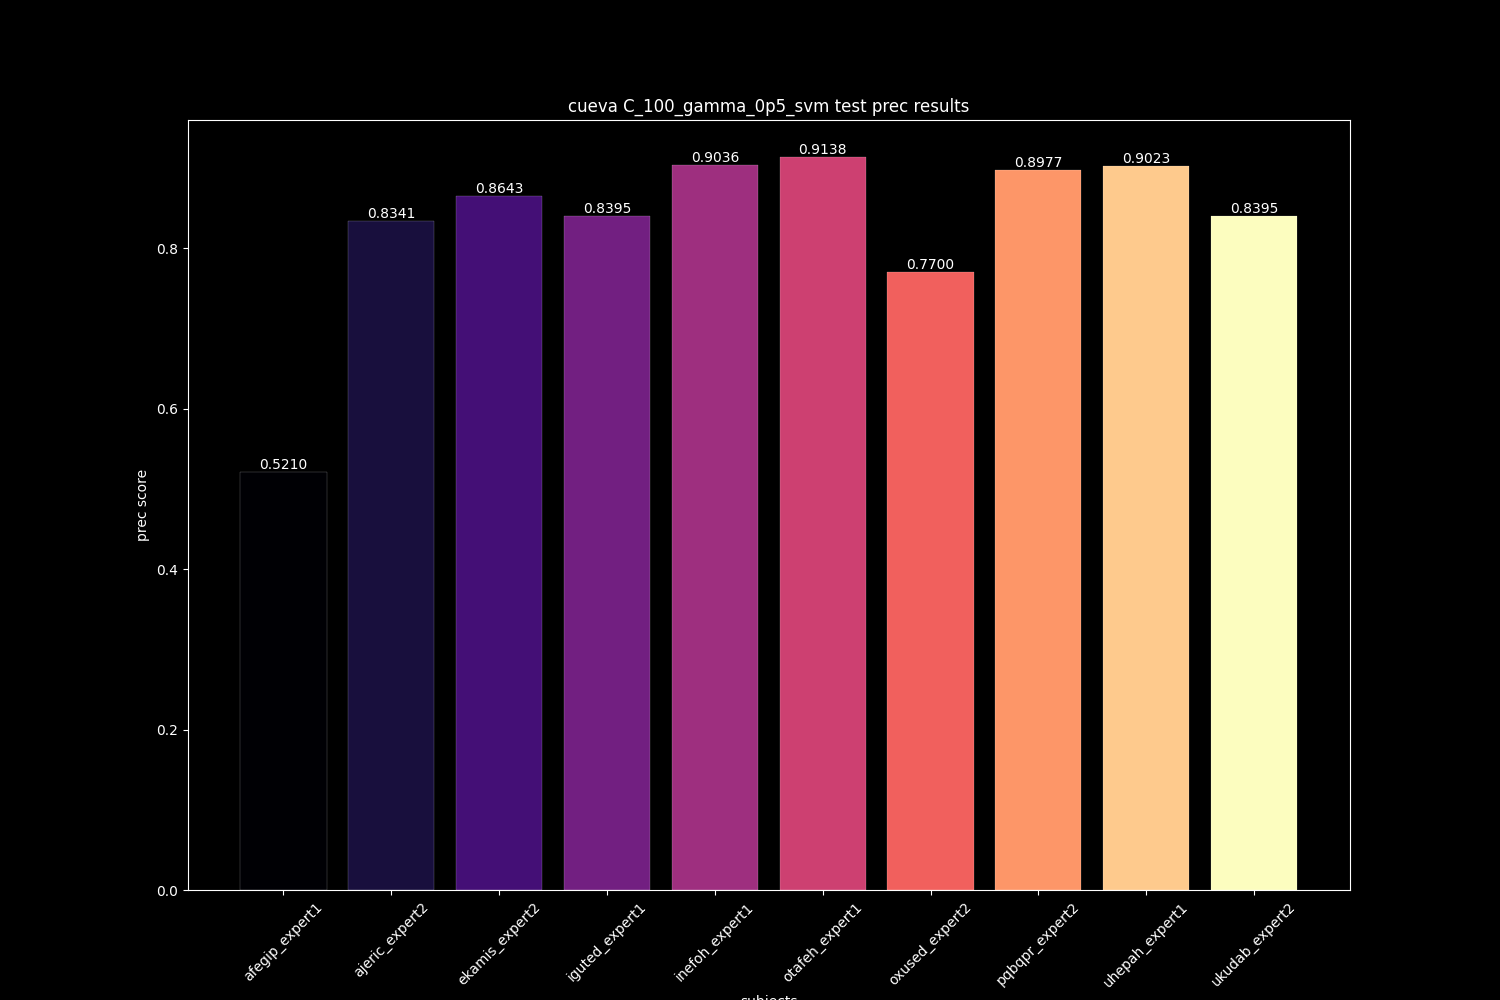 cueva C_100_gamma_0p5_svm test prec results
0.5210
0.8341
0.8643
0.8395
0.9036
0.9138
0.7700
0.8977
0.9023
0.8395
0.8
0.6
0.4
0.2
0.0
prec score
afegip_expert1
ajeric_expert2
ekamis_expert2
iguted_expert1
inefoh_expert1
otafeh_expert1
oxused_expert2
pqbqpr_expert2
uhepah_expert1
ukudab_expert2
subjects